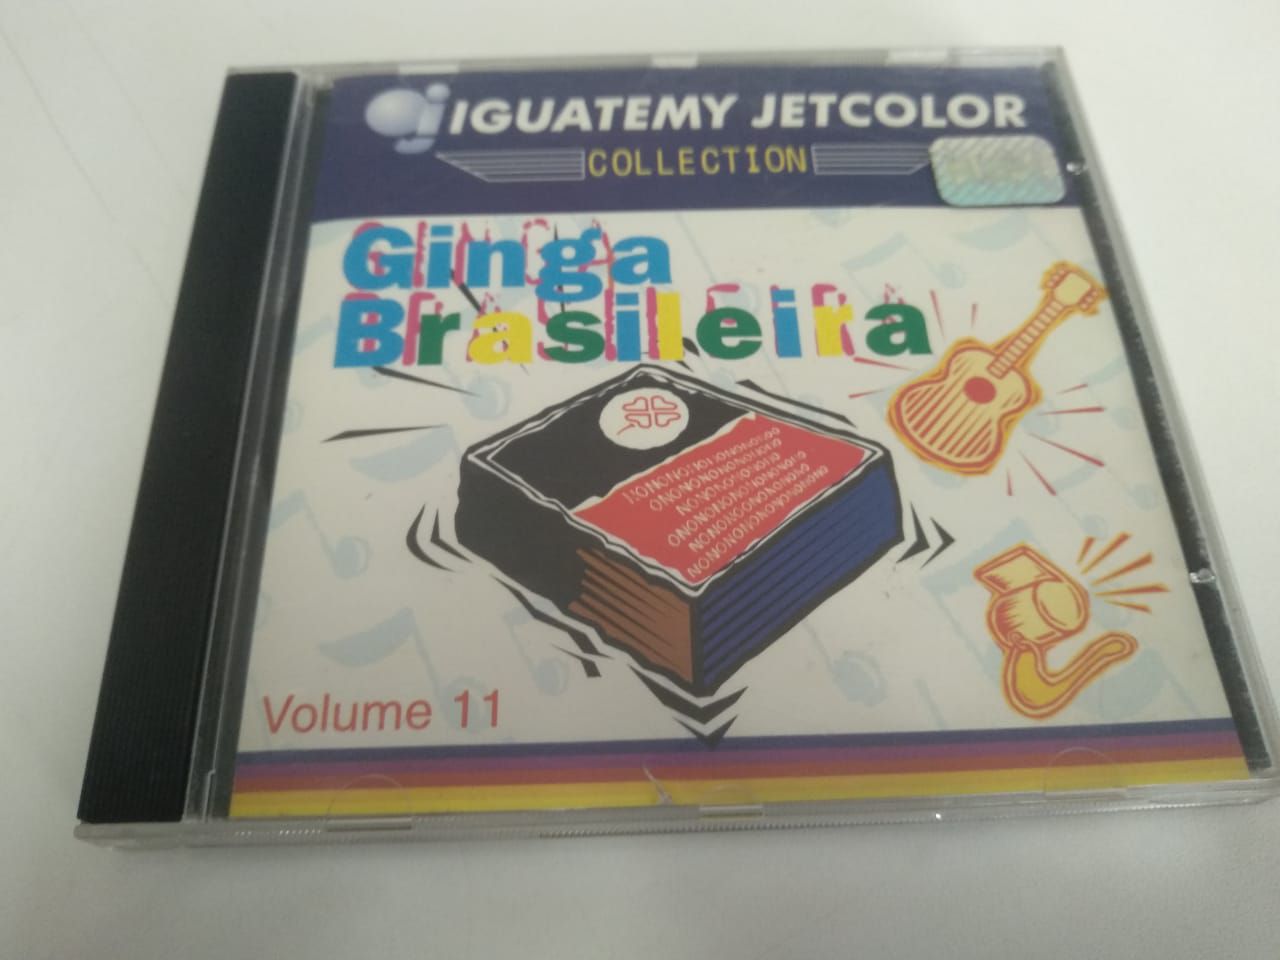 IGUATEMY JETCOLOR
COLLECTION
Ginga
Brasileira
Volume 11